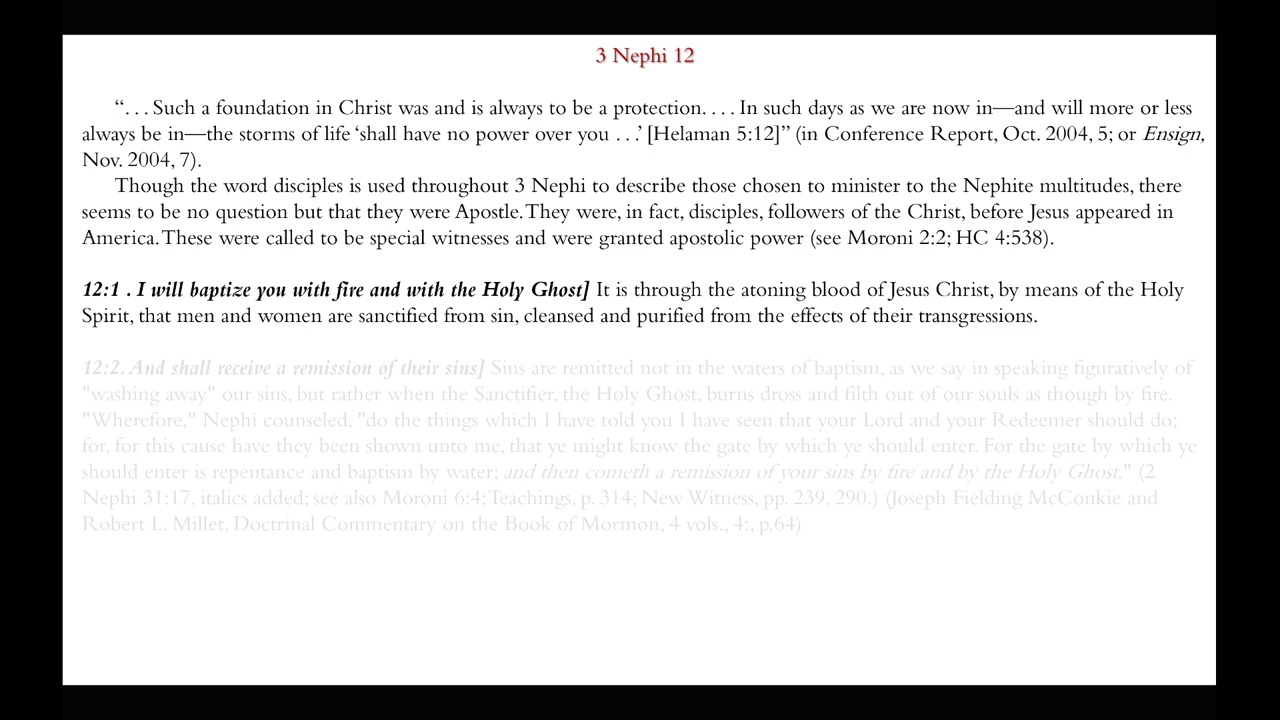 3 Nephi 12
“. . . Such a foundation in Christ was and is always to be a protection. . . . In such days as we are now in—and will more or less
always be in—the storms of life ‘shall have no power over you . . .’ [Helaman 5:12]” (in Conference Report, Oct. 2004, 5; or Ensign,
Nov. 2004, 7).
Though the word disciples is used throughout 3 Nephi to describe those chosen to minister to the Nephite multitudes, there
seems to be no question but that they were Apostle. They were, in fact, disciples, followers of the Christ, before Jesus appeared in
America. These were called to be special witnesses and were granted apostolic power (see Moroni 2:2; HC 4:538).
12:1 . I will baptize you with fire and with the Holy Ghost] It is through the atoning blood of Jesus Christ, by means of the Holy
Spirit, that men and women are sanctified from sin, cleansed and purified from the effects of their transgressions.
12:2. And shall receive a remission of their sins] Sins are remitted not in the waters of baptism, as we say in speaking figuratively of
"washing away" our sins, but rather when the Sanctifier, the Holy Ghost, burns dross and filth out of our souls as though by fire.
"Wherefore," Nephi counseled, "do the things which I have told you I have seen that your Lord and your Redeemer should do;
for, for this cause have they been shown unto me, that ye might know the gate by which ye should enter. For the gate by which ye
should enter is repentance and baptism by water; and then cometh a remission of your sins by fire and by the Holy Ghost." (2
Nephi 31:17, italics added; see also Moroni 6:4; Teachings, p. 314; New Witness, pp. 239, 290.) (Joseph Fielding McConkie and
Robert L. Millet, Doctrinal Commentary on the Book of Mormon, 4 vols., 4:, p.64)